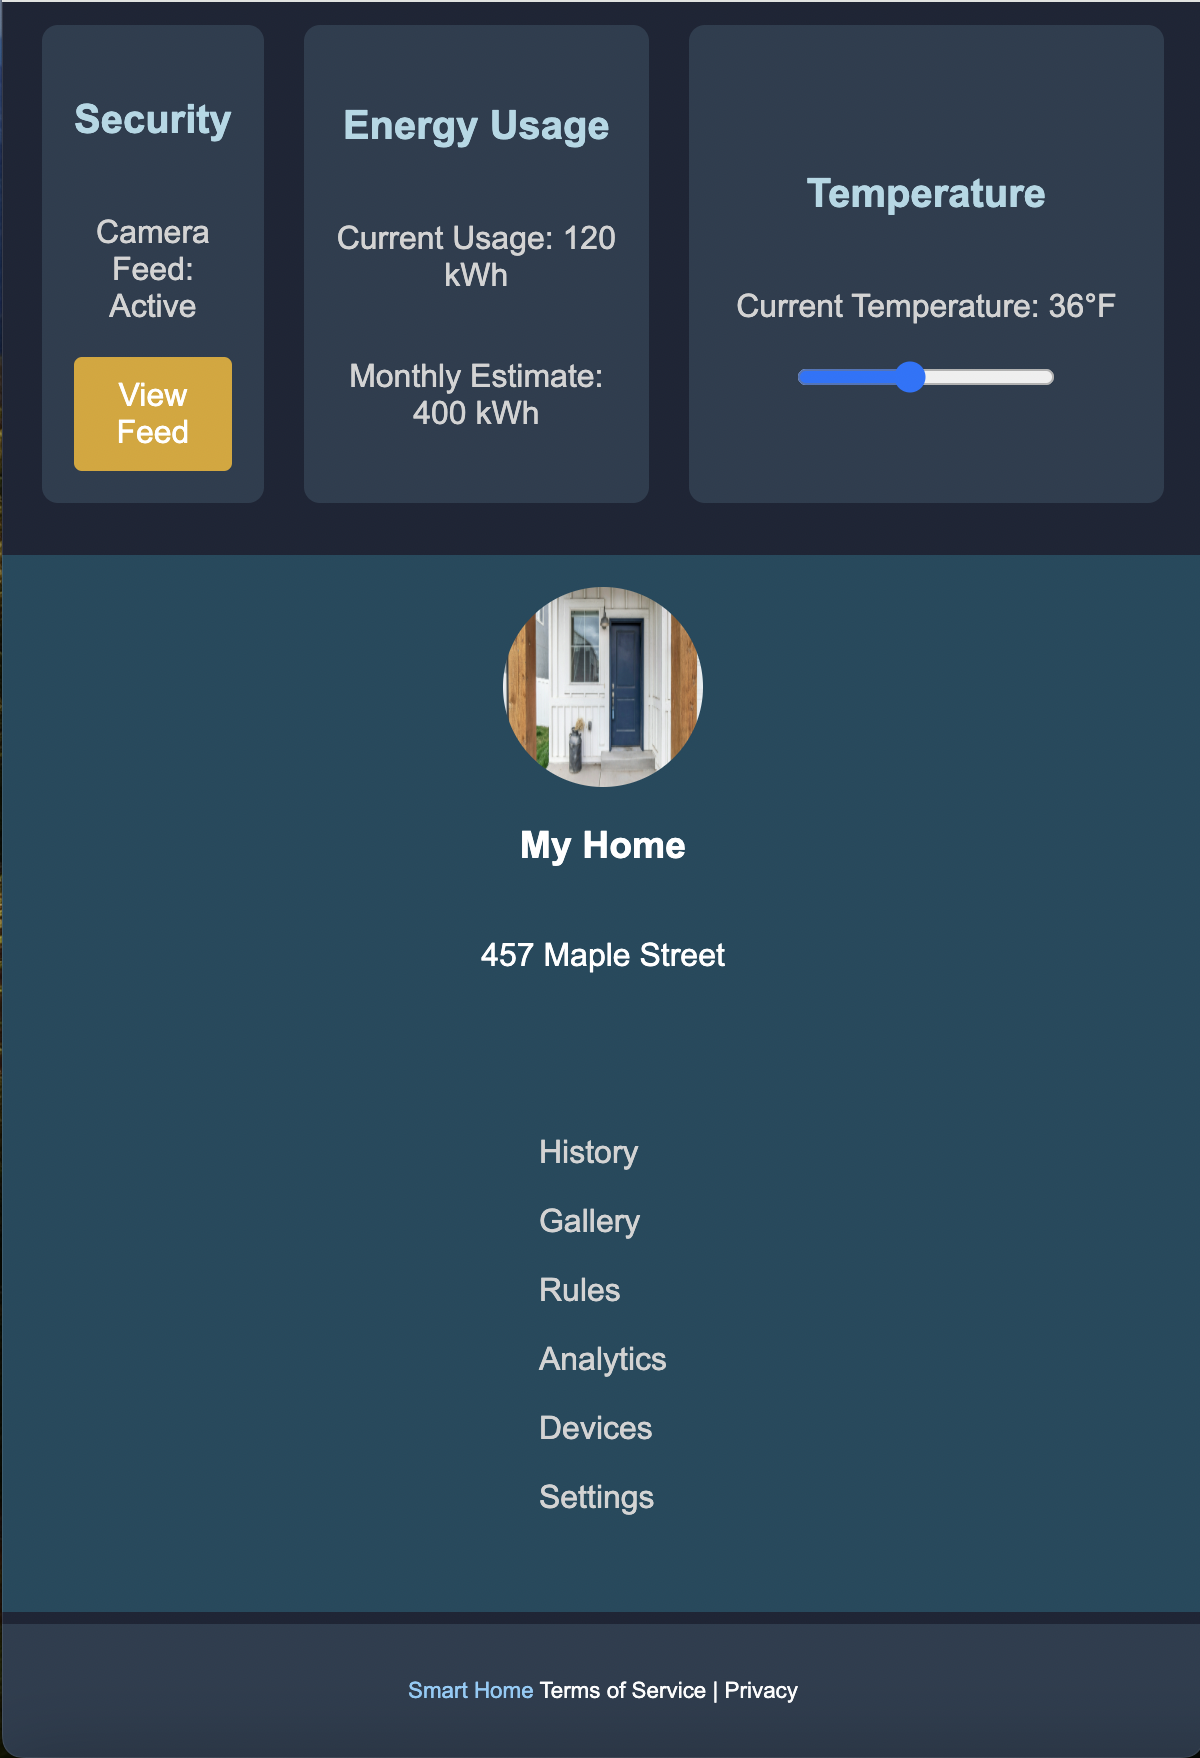 Security
Camera
Feed:
Active
View
Feed
Energy Usage
Current Usage: 120
kWh
Monthly Estimate:
400 kWh
Temperature
Current Temperature: 36°F
My Home
457 Maple Street
History
Gallery
Rules
Analytics
Devices
Settings
Smart Home Terms of Service | Privacy